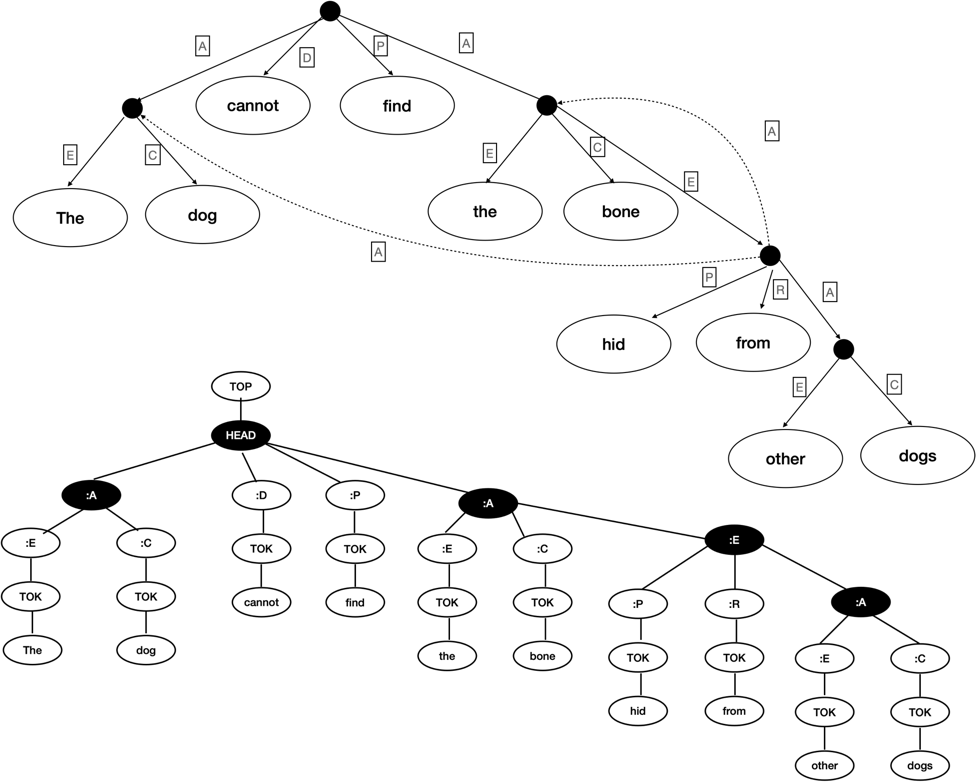 A D P A
cannot find
A
E C E C E
The dog the bone
A
P R A
hid from
E C
other dogs
TOP
HEAD
:A :D :P :A
:E :C TOK TOK :E :C :E
TOK TOK cannot find TOK TOK :P :R :A
The dog the bone TOK TOK :E :C
hid from TOK TOK
other dogs